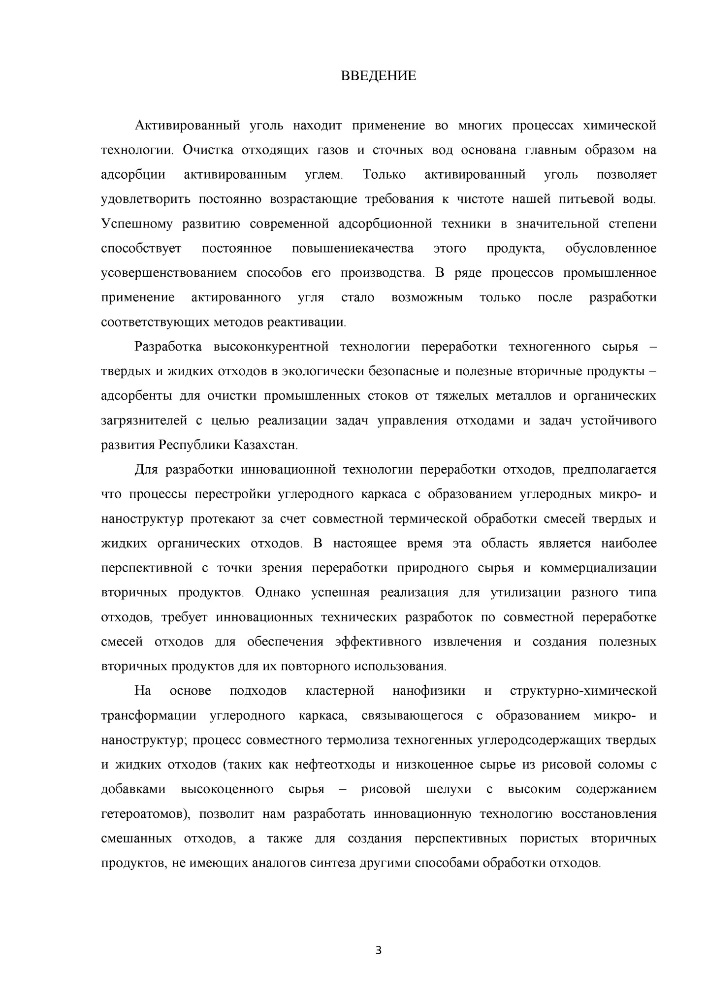 ВВЕДЕНИЕ
Активированный уголь находит применение во многих процессах химической
технологии. Очистка отходящих газов и сточных вод основана главным образом на
адсорбции активированным углем. Только активированный уголь позволяет
удовлетворить постоянно возрастающие требования к чистоте нашей питьевой воды.
Успешному развитию современной адсорбционной техники в значительной степени
способствует постоянное повышениекачества этого продукта, обусловленное
усовершенствованием способов его производства. В ряде процессов промышленное
применение актированного угля стало возможным только после разработки
соответствующих методов реактивации.
Разработка высоконкурентной технологии переработки техногенного сырья –
твердых и жидких отходов в экологически безопасные и полезные вторичные продукты –
адсорбенты для очистки промышленных стоков от тяжелых металлов и органических
загрязнителей с целью реализации задач управления отходами и задач устойчивого
развития Республики Казахстан.
Для разработки инновационной технологии переработки отходов, предполагается
что процессы перестройки углеродного каркаса с образованием углеродных микро- и
наноструктур протекают за счет совместной термической обработки смесей твердых и
жидких органических отходов. В настоящее время эта область является наиболее
перспективной с точки зрения переработки природного сырья и коммерциализации
вторичных продуктов. Однако успешная реализация для утилизации разного типа
отходов, требует инновационных технических разработок по совместной переработке
смесей отходов для обеспечения эффективного извлечения и создания полезных
вторичных продуктов для их повторного использования.
На основе подходов кластерной нанофизики и структурно-химической
трансформации углеродного каркаса, связывающегося с образованием микро- и
наноструктур; процесс совместного термолиза техногенных углеродсодержащих твердых
и жидких отходов (таких как нефтеотходы и низкоценное сырье из рисовой соломы с
добавками высокоценного сырья – рисовой шелухи с высоким содержанием
гетероатомов), позволит нам разработать инновационную технологию восстановления
смешанных отходов, а также для создания перспективных пористых вторичных
продуктов, не имеющих аналогов синтеза другими способами обработки отходов.
3